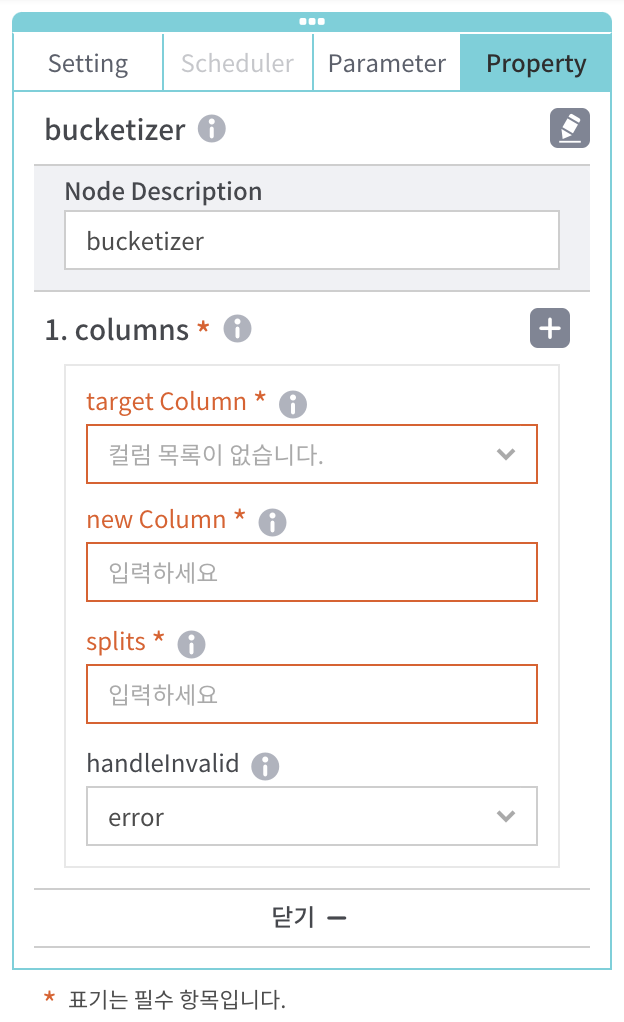 Setting Scheduler Parameter Property
bucketizer
Node Description
bucketizer
1. columns *
target Column *
컬럼 목록이 없습니다.
new Column *
입력하세요
splits *
입력하세요
handleInvalid
error
닫기
* 표기는 필수 항목입니다.